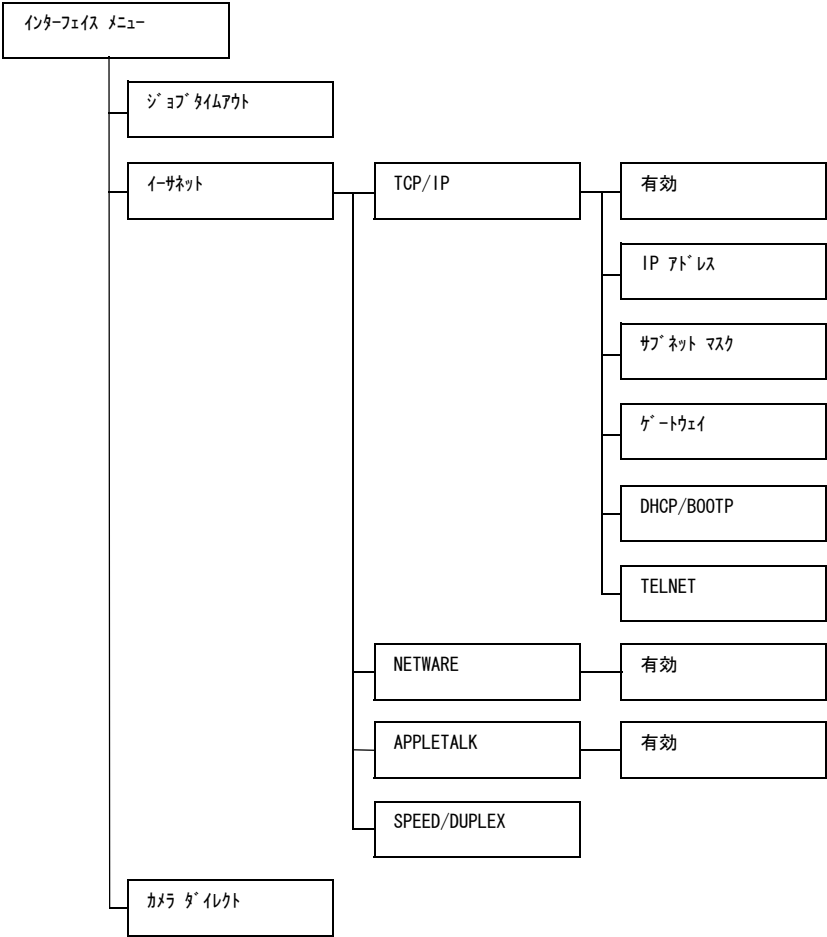 ｲﾝﾀｰﾌｪｲｽ ﾒﾆｭｰ
ｼﾞｮﾌﾞﾀｲﾑｱｳﾄ
ｲｰｻﾈｯﾄ
TCP/IP
有効
IP ｱﾄﾞﾚｽ
ｻﾌﾞﾈｯﾄ ﾏｽｸ
ｹﾞｰﾄｳｪｲ
DHCP/BOOTP
TELNET
NETWARE
有効
APPLETALK
有効
SPEED/DUPLEX
ｶﾒﾗ ﾀﾞｲﾚｸﾄ